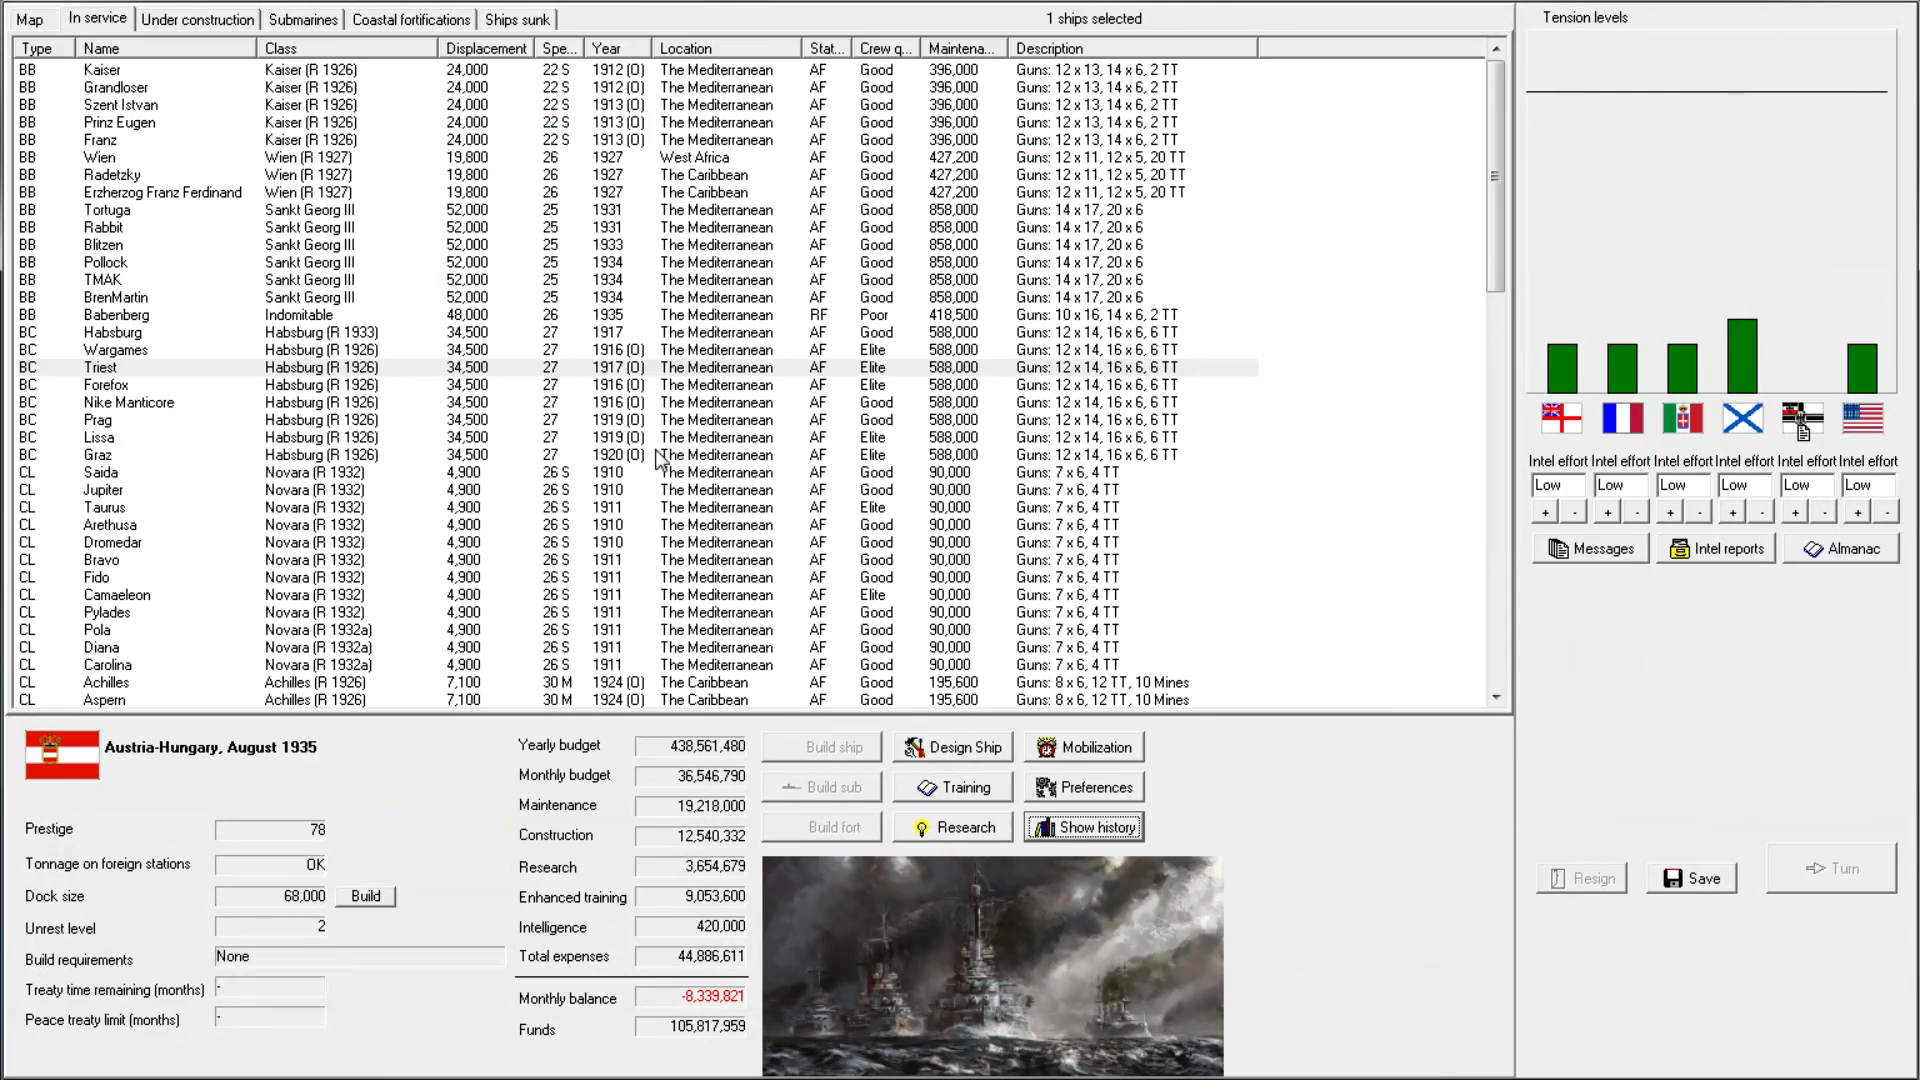 Map In service Under construction Submarines Coastal fortifications Ships sunk 1 ships selected Tension levels
Type Name Class Displacement Spe... Year Location Stat... Crew q... Maintena... Description
BB Kaiser Kaiser (R 1926) 24,000 22 S 1912 (O) The Mediterranean AF Good 396,000 Guns: 12 x 13, 14 x 6, 2 TT
BB Grandloser Kaiser (R 1926) 24,000 22 S 1912 (O) The Mediterranean AF Good 396,000 Guns: 12 x 13, 14 x 6, 2 TT
BB Szent Istvan Kaiser (R 1926) 24,000 22 S 1913 (O) The Mediterranean AF Good 396,000 Guns: 12 x 13, 14 x 6, 2 TT
BB Prinz Eugen Kaiser (R 1926) 24,000 22 S 1913 (O) The Mediterranean AF Good 396,000 Guns: 12 x 13, 14 x 6, 2 TT
BB Franz Kaiser (R 1926) 24,000 22 S 1913 (O) The Mediterranean AF Good 396,000 Guns: 12 x 13, 14 x 6, 2 TT
BB Wien Wien (R 1927) 19,800 26 1927 West Africa AF Good 427,200 Guns: 12 x 11, 12 x 5, 20 TT
BB Radetzky Wien (R 1927) 19,800 26 1927 The Caribbean AF Good 427,200 Guns: 12 x 11, 12 x 5, 20 TT
BB Erzherzog Franz Ferdinand Wien (R 1927) 19,800 26 1927 The Caribbean AF Good 427,200 Guns: 12 x 11, 12 x 5, 20 TT
BB Tortuga Sankt Georg III 52,000 25 1931 The Mediterranean AF Good 858,000 Guns: 14 x 17, 20 x 6
BB Rabbit Sankt Georg III 52,000 25 1931 The Mediterranean AF Good 858,000 Guns: 14 x 17, 20 x 6
BB Blitzen Sankt Georg III 52,000 25 1933 The Mediterranean AF Good 858,000 Guns: 14 x 17, 20 x 6
BB Pollock Sankt Georg III 52,000 25 1934 The Mediterranean AF Good 858,000 Guns: 14 x 17, 20 x 6
BB TMAK Sankt Georg III 52,000 25 1934 The Mediterranean AF Good 858,000 Guns: 14 x 17, 20 x 6
BB BrenMartin Sankt Georg III 52,000 25 1934 The Mediterranean AF Good 858,000 Guns: 14 x 17, 20 x 6
BB Babenberg Indomitable 48,000 26 1935 The Mediterranean RF Poor 418,500 Guns: 10 x 16, 14 x 6, 2 TT
BC Habsburg Habsburg (R 1933) 34,500 27 1917 The Mediterranean AF Good 588,000 Guns: 12 x 14, 16 x 6, 6 TT
BC Wargames Habsburg (R 1926) 34,500 27 1916 (O) The Mediterranean AF Elite 588,000 Guns: 12 x 14, 16 x 6, 6 TT
BC Triest Habsburg (R 1926) 34,500 27 1917 (O) The Mediterranean AF Elite 588,000 Guns: 12 x 14, 16 x 6, 6 TT
BC Forefox Habsburg (R 1926) 34,500 27 1916 (O) The Mediterranean AF Elite 588,000 Guns: 12 x 14, 16 x 6, 6 TT
BC Nike Manticore Habsburg (R 1926) 34,500 27 1916 (O) The Mediterranean AF Good 588,000 Guns: 12 x 14, 16 x 6, 6 TT
BC Prag Habsburg (R 1926) 34,500 27 1919 (O) The Mediterranean AF Good 588,000 Guns: 12 x 14, 16 x 6, 6 TT
BC Lissa Habsburg (R 1926) 34,500 27 1919 (O) The Mediterranean AF Elite 588,000 Guns: 12 x 14, 16 x 6, 6 TT
BC Graz Habsburg (R 1926) 34,500 27 1920 (O) The Mediterranean AF Elite 588,000 Guns: 12 x 14, 16 x 6, 6 TT
CL Saida Novara (R 1932) 4,900 26 S 1910 The Mediterranean AF Good 90,000 Guns: 7 x 6, 4 TT
CL Jupiter Novara (R 1932) 4,900 26 S 1910 The Mediterranean AF Good 90,000 Guns: 7 x 6, 4 TT
CL Taurus Novara (R 1932) 4,900 26 S 1911 The Mediterranean AF Elite 90,000 Guns: 7 x 6, 4 TT
CL Arethusa Novara (R 1932) 4,900 26 S 1910 The Mediterranean AF Good 90,000 Guns: 7 x 6, 4 TT
CL Dromedar Novara (R 1932) 4,900 26 S 1910 The Mediterranean AF Good 90,000 Guns: 7 x 6, 4 TT
CL Bravo Novara (R 1932) 4,900 26 S 1911 The Mediterranean AF Good 90,000 Guns: 7 x 6, 4 TT
CL Fido Novara (R 1932) 4,900 26 S 1911 The Mediterranean AF Good 90,000 Guns: 7 x 6, 4 TT
CL Camaeleon Novara (R 1932) 4,900 26 S 1911 The Mediterranean AF Elite 90,000 Guns: 7 x 6, 4 TT
CL Pylades Novara (R 1932) 4,900 26 S 1911 The Mediterranean AF Good 90,000 Guns: 7 x 6, 4 TT
CL Pola Novara (R 1932a) 4,900 26 S 1911 The Mediterranean AF Good 90,000 Guns: 7 x 6, 4 TT
CL Diana Novara (R 1932a) 4,900 26 S 1911 The Mediterranean AF Good 90,000 Guns: 7 x 6, 4 TT
CL Carolina Novara (R 1932a) 4,900 26 S 1911 The Mediterranean AF Good 90,000 Guns: 7 x 6, 4 TT
CL Achilles Achilles (R 1926) 7,100 30 M 1924 (O) The Caribbean AF Good 195,600 Guns: 8 x 6, 12 TT, 10 Mines
CL Aspern Achilles (R 1926) 7,100 30 M 1924 (O) The Caribbean AF Good 195,600 Guns: 8 x 6, 12 TT, 10 Mines
Intel effort Intel effort Intel effort Intel effort Intel effort Intel effort
Low Low Low Low Low Low
+ - + - + - + - + - + -
Messages Intel reports Almanac
Austria-Hungary, August 1935
Prestige 78
Tonnage on foreign stations OK
Dock size 68,000 Build
Unrest level 2
Build requirements None
Treaty time remaining (months) -
Peace treaty limit (months) -
Yearly budget 438,561,480
Monthly budget 36,546,790
Maintenance 19,218,000
Construction 12,540,332
Research 3,654,679
Enhanced training 9,053,600
Intelligence 420,000
Total expenses 44,886,611
Monthly balance -8,339,821
Funds 105,817,959
Build ship Design Ship Mobilization
Build sub Training Preferences
Build fort Research Show history
Resign Save Turn